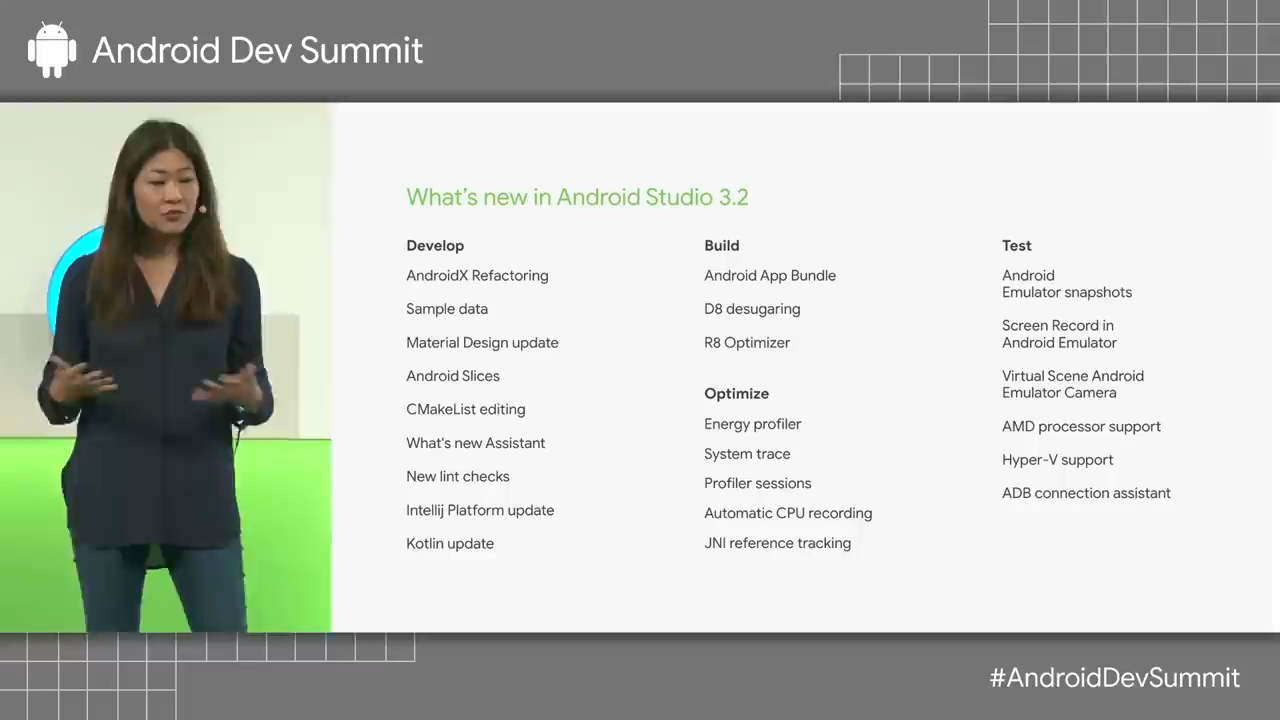 Android Dev Summit
What's new in Android Studio 3.2
Develop
AndroidX Refactoring
Sample data
Material Design update
Android Slices
CMakeList editing
What's new Assistant
New lint checks
Intellij Platform update
Kotlin update
Build
Android App Bundle
D8 desugaring
R8 Optimizer
Optimize
Energy profiler
System trace
Profiler sessions
Automatic CPU recording
JNI reference tracking
Test
Android
Emulator snapshots
Screen Record in
Android Emulator
Virtual Scene Android
Emulator Camera
AMD processor support
Hyper-V support
ADB connection assistant
#AndroidDevSummit